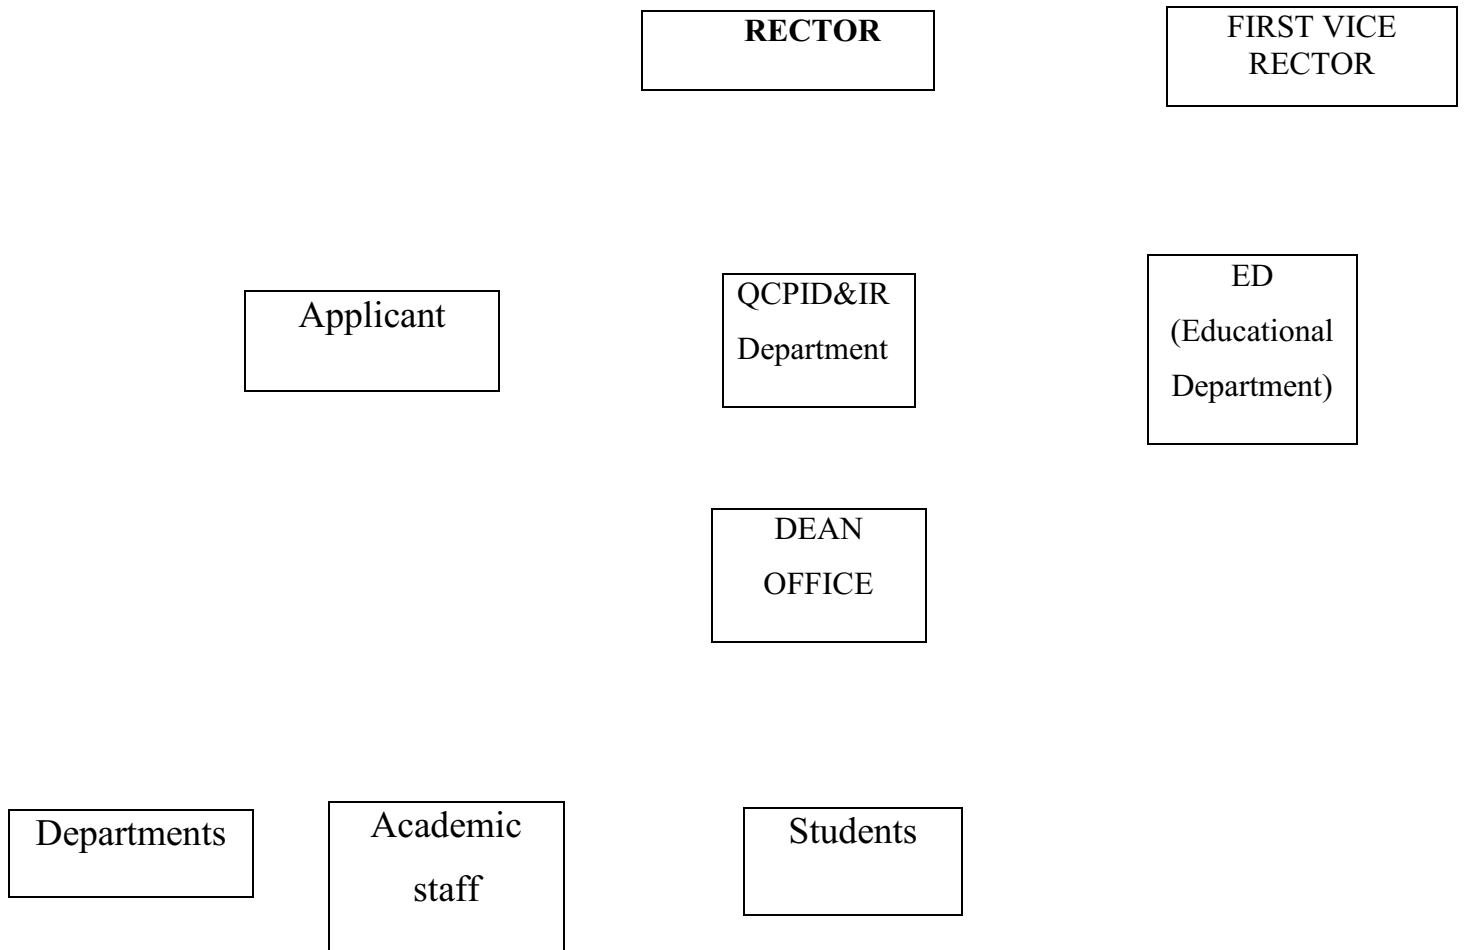 RECTOR
FIRST VICE
RECTOR
Applicant
QCPID&IR
Department
ED
(Educational
Department)
DEAN
OFFICE
Departments
Academic
staff
Students